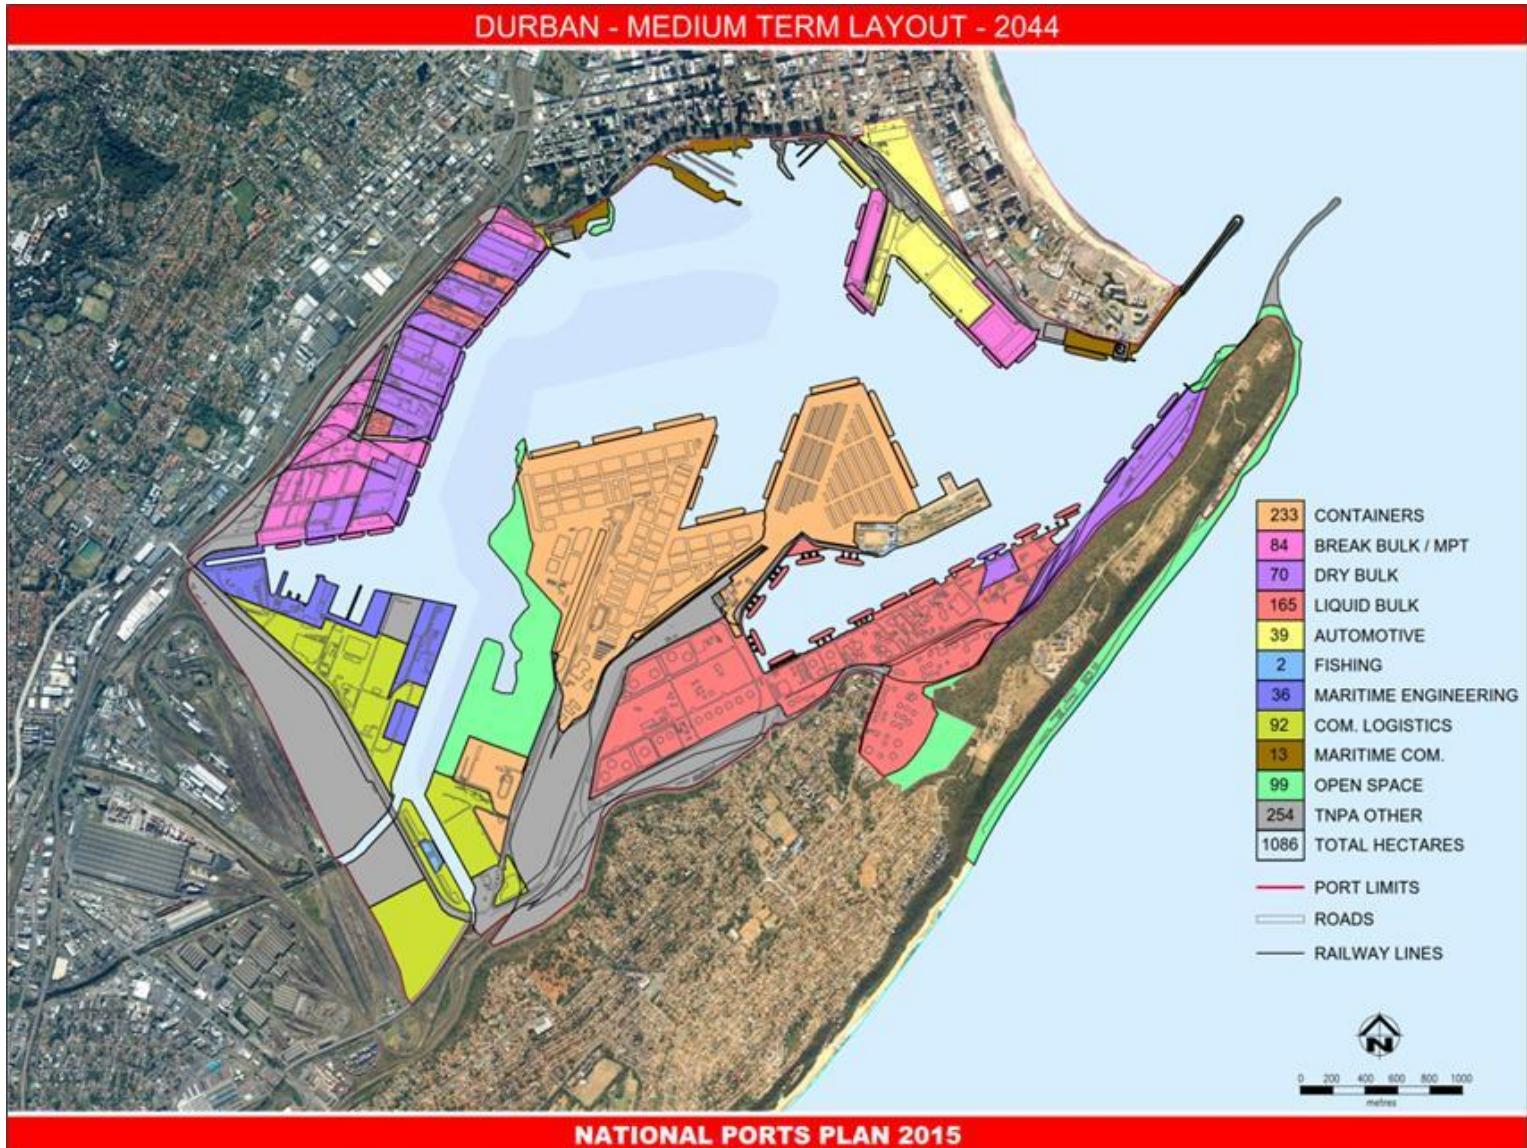 DURBAN - MEDIUM TERM LAYOUT - 2044
233 CONTAINERS
84 BREAK BULK / MPT
70 DRY BULK
165 LIQUID BULK
39 AUTOMOTIVE
2 FISHING
36 MARITIME ENGINEERING
92 COM. LOGISTICS
13 MARITIME COM.
99 OPEN SPACE
254 TNPA OTHER
1086 TOTAL HECTARES
PORT LIMITS
ROADS
RAILWAY LINES
N
0 200 400 600 800 1000
metres
NATIONAL PORTS PLAN 2015